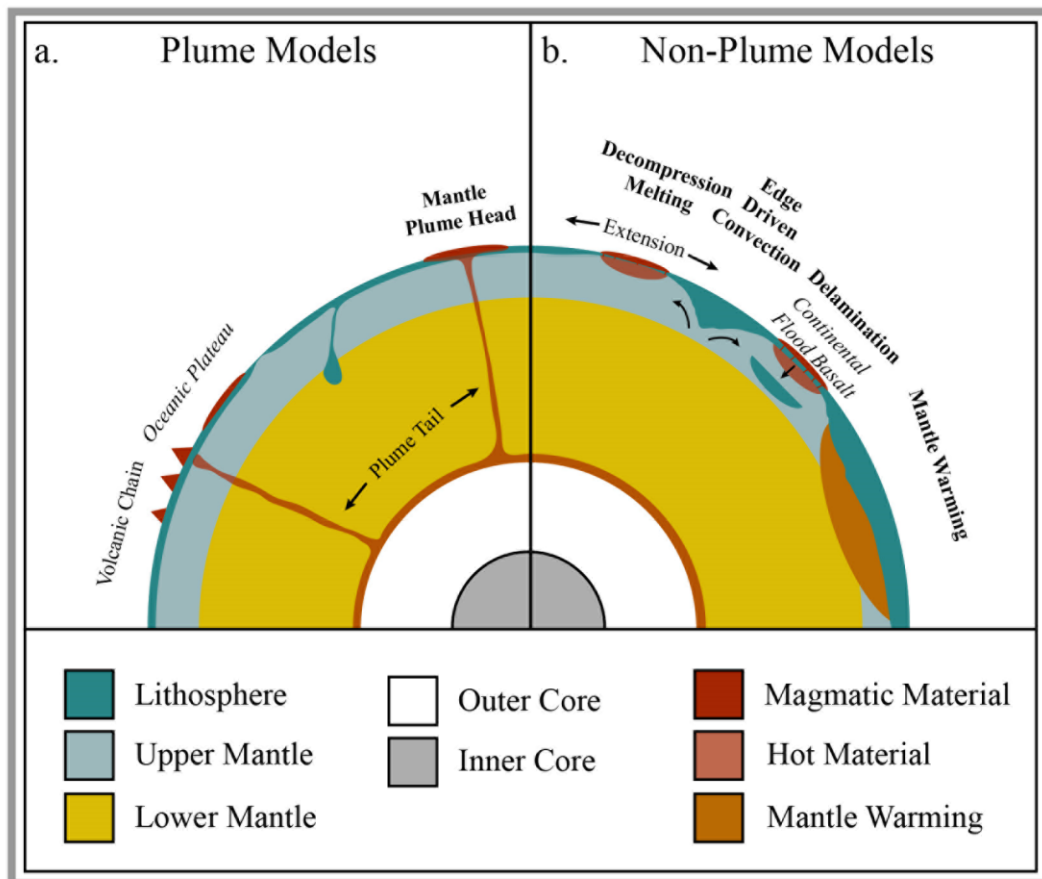 a.
Plume Models
b.
Non-Plume Models
Mantle
Plume Head
Oceanic Plateau
Volcanic Chain
Plume Tail
Extension
Decompression
Melting
Edge
Driven
Convection
Delamination
Continental
Flood Basalt
Mantle Warming
Lithosphere
Upper Mantle
Lower Mantle
Outer Core
Inner Core
Magmatic Material
Hot Material
Mantle Warming